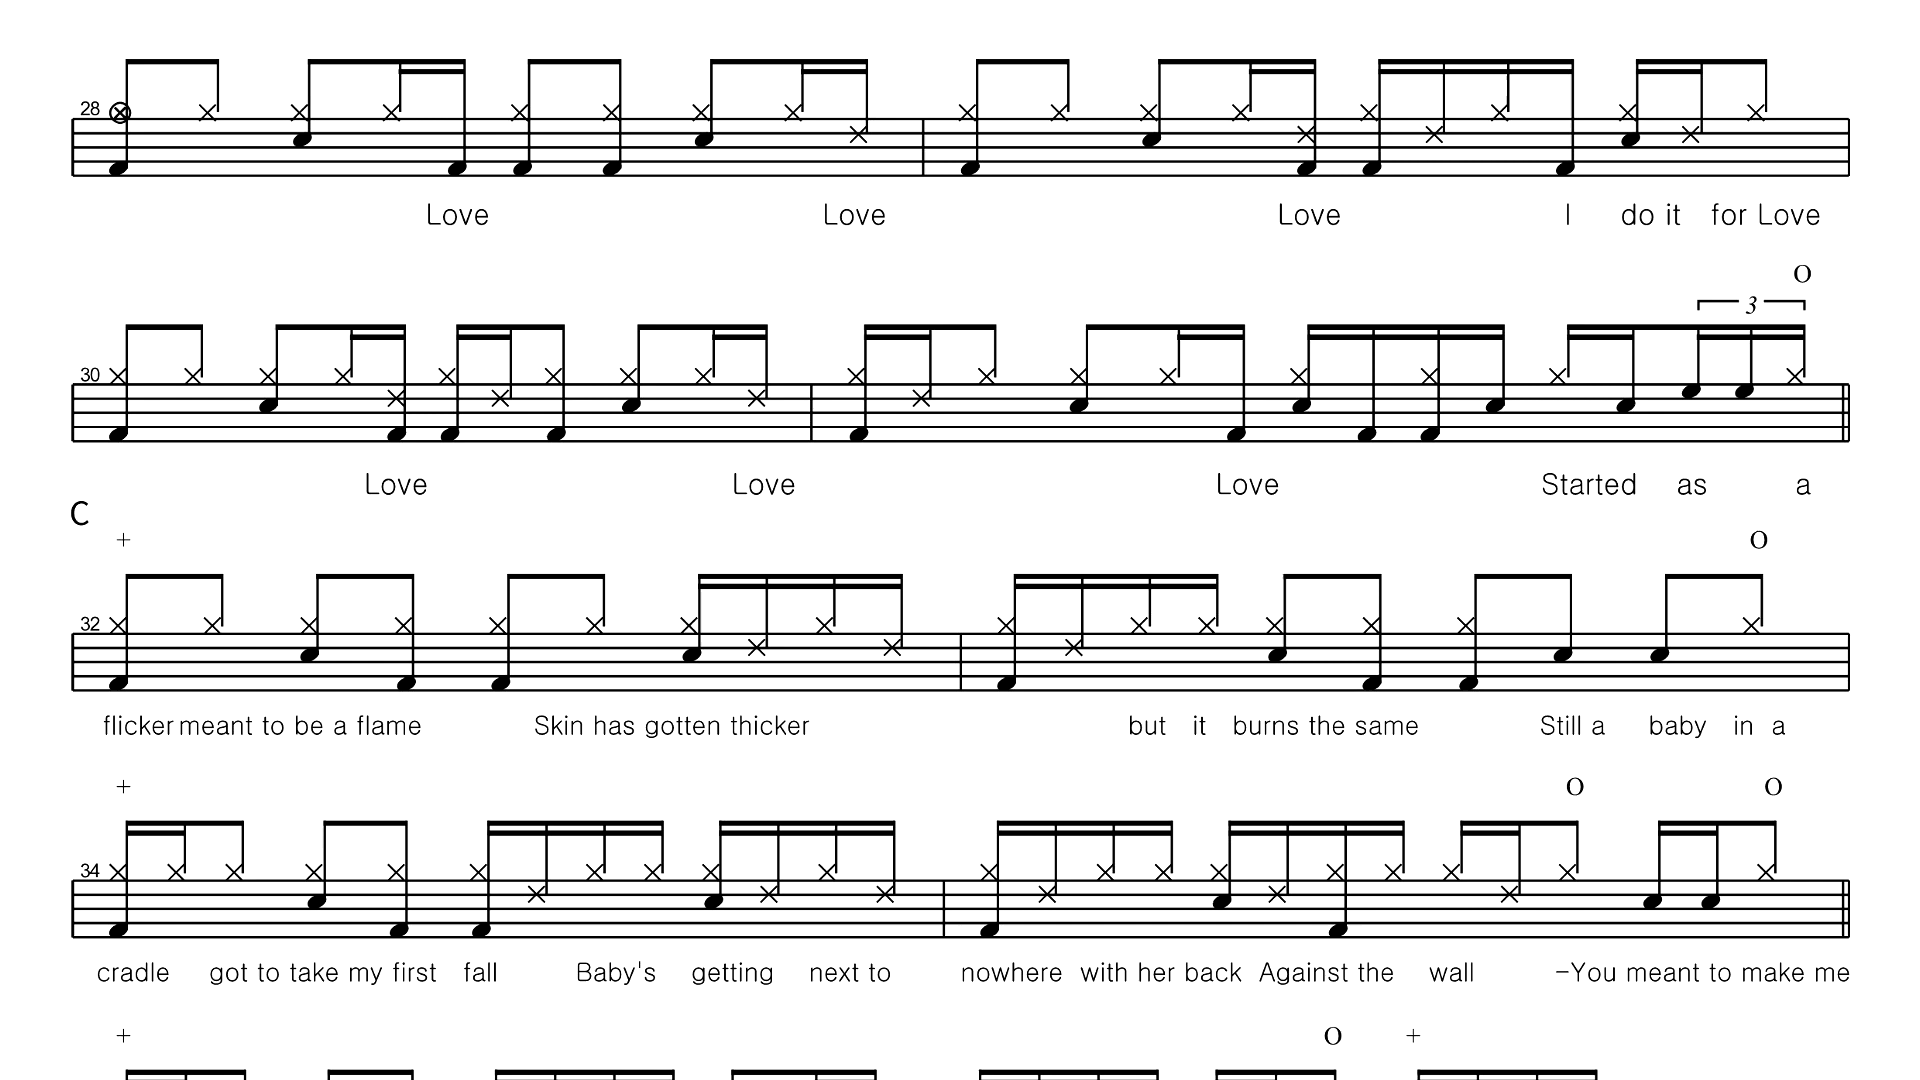 28
Love Love Love I do it for Love
O
3
30
Love Love Love Started as a
C
+ O
32
flicker meant to be a flame Skin has gotten thicker but it burns the same Still a baby in a
+ O O
34
cradle got to take my first fall Baby's getting next to nowhere with her back Against the wall -You meant to make me
+ O +